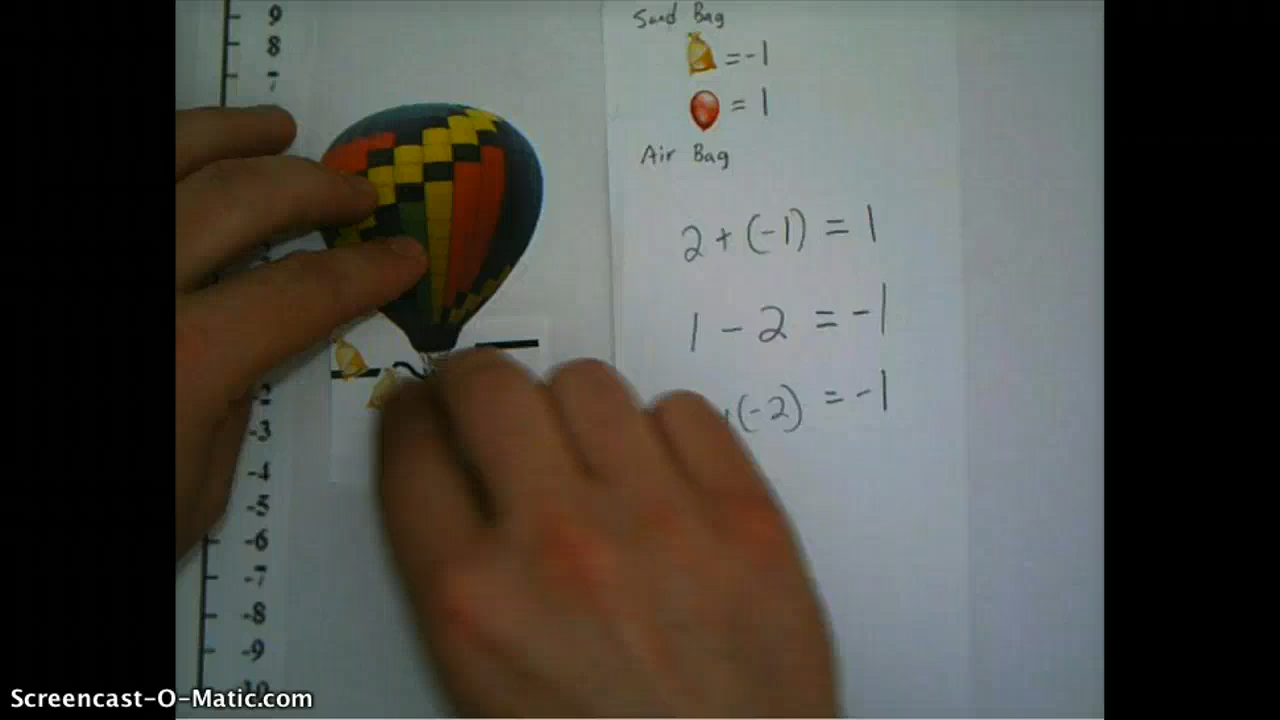 9
8
7
Sand Bag
= -1
= 1
Air Bag
2 + (-1) = 1
1 - 2 = -1
(-2) = -1
-3
-4
-5
-6
-7
-8
-9
-10
Screencast-O-Matic.com